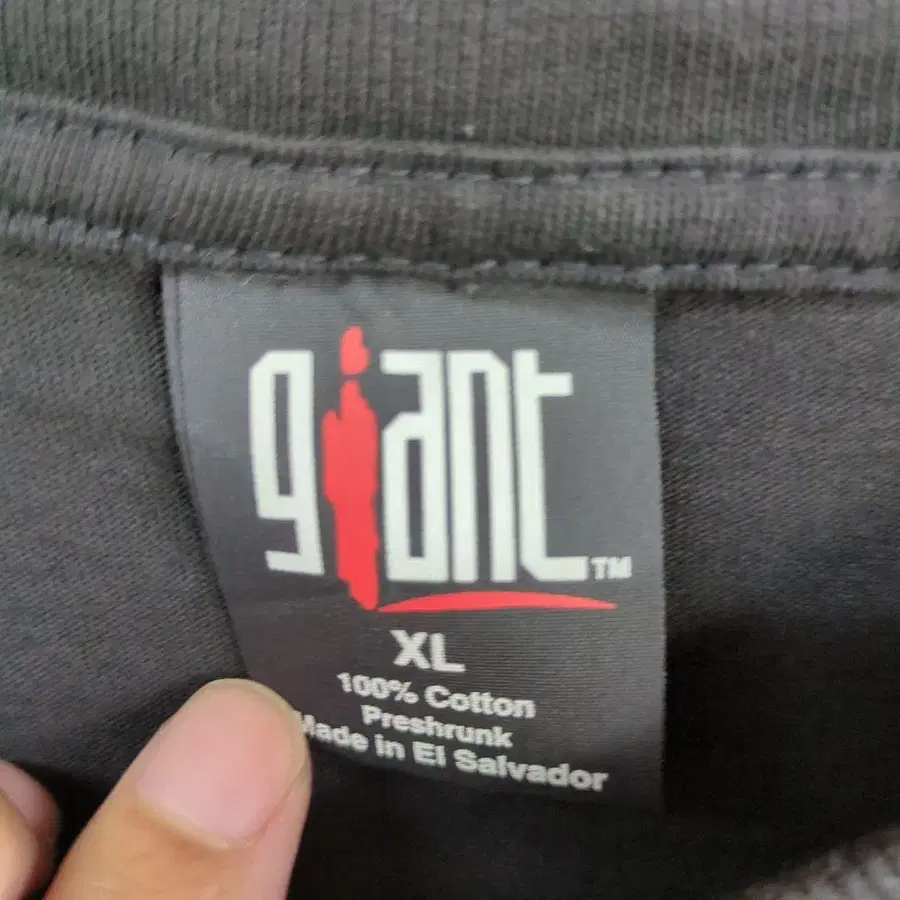 giant™
XL
100% Cotton
Preshrunk
Made in El Salvador